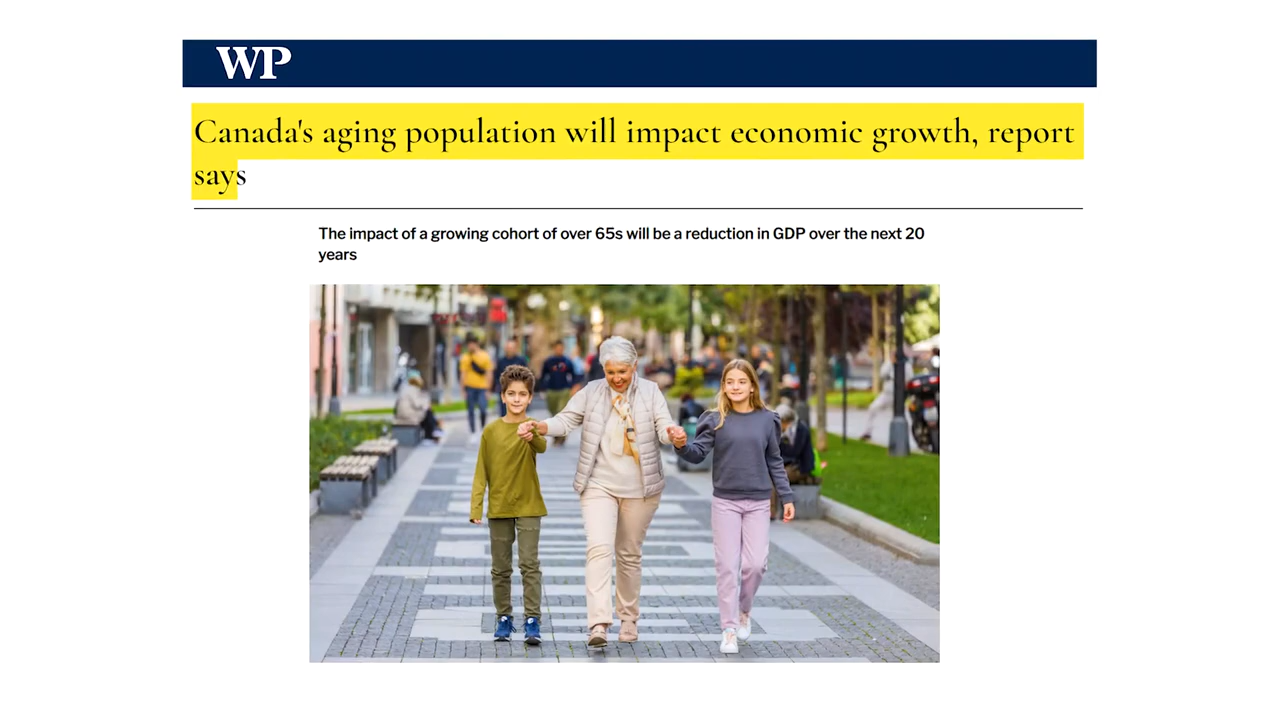 WP
Canada's aging population will impact economic growth, report
says
The impact of a growing cohort of over 65s will be a reduction in GDP over the next 20
years